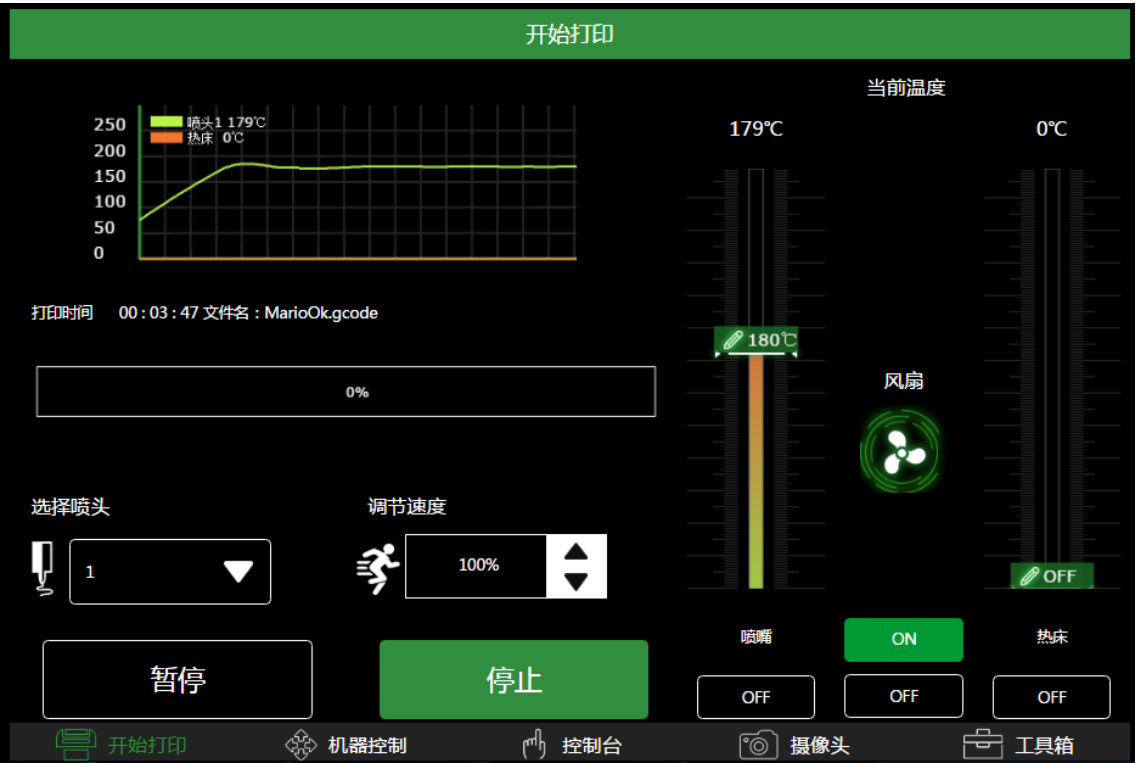 开始打印
当前温度
179℃
0℃
250
200
150
100
50
0
喷头1 179℃
热床 0℃
打印时间 00 : 03 : 47 文件名 : MarioOk.gcode
0%
180℃
风扇
OFF
选择喷头
调节速度
1
100%
暂停
停止
喷嘴
ON
热床
OFF
OFF
OFF
开始打印
机器控制
控制台
摄像头
工具箱